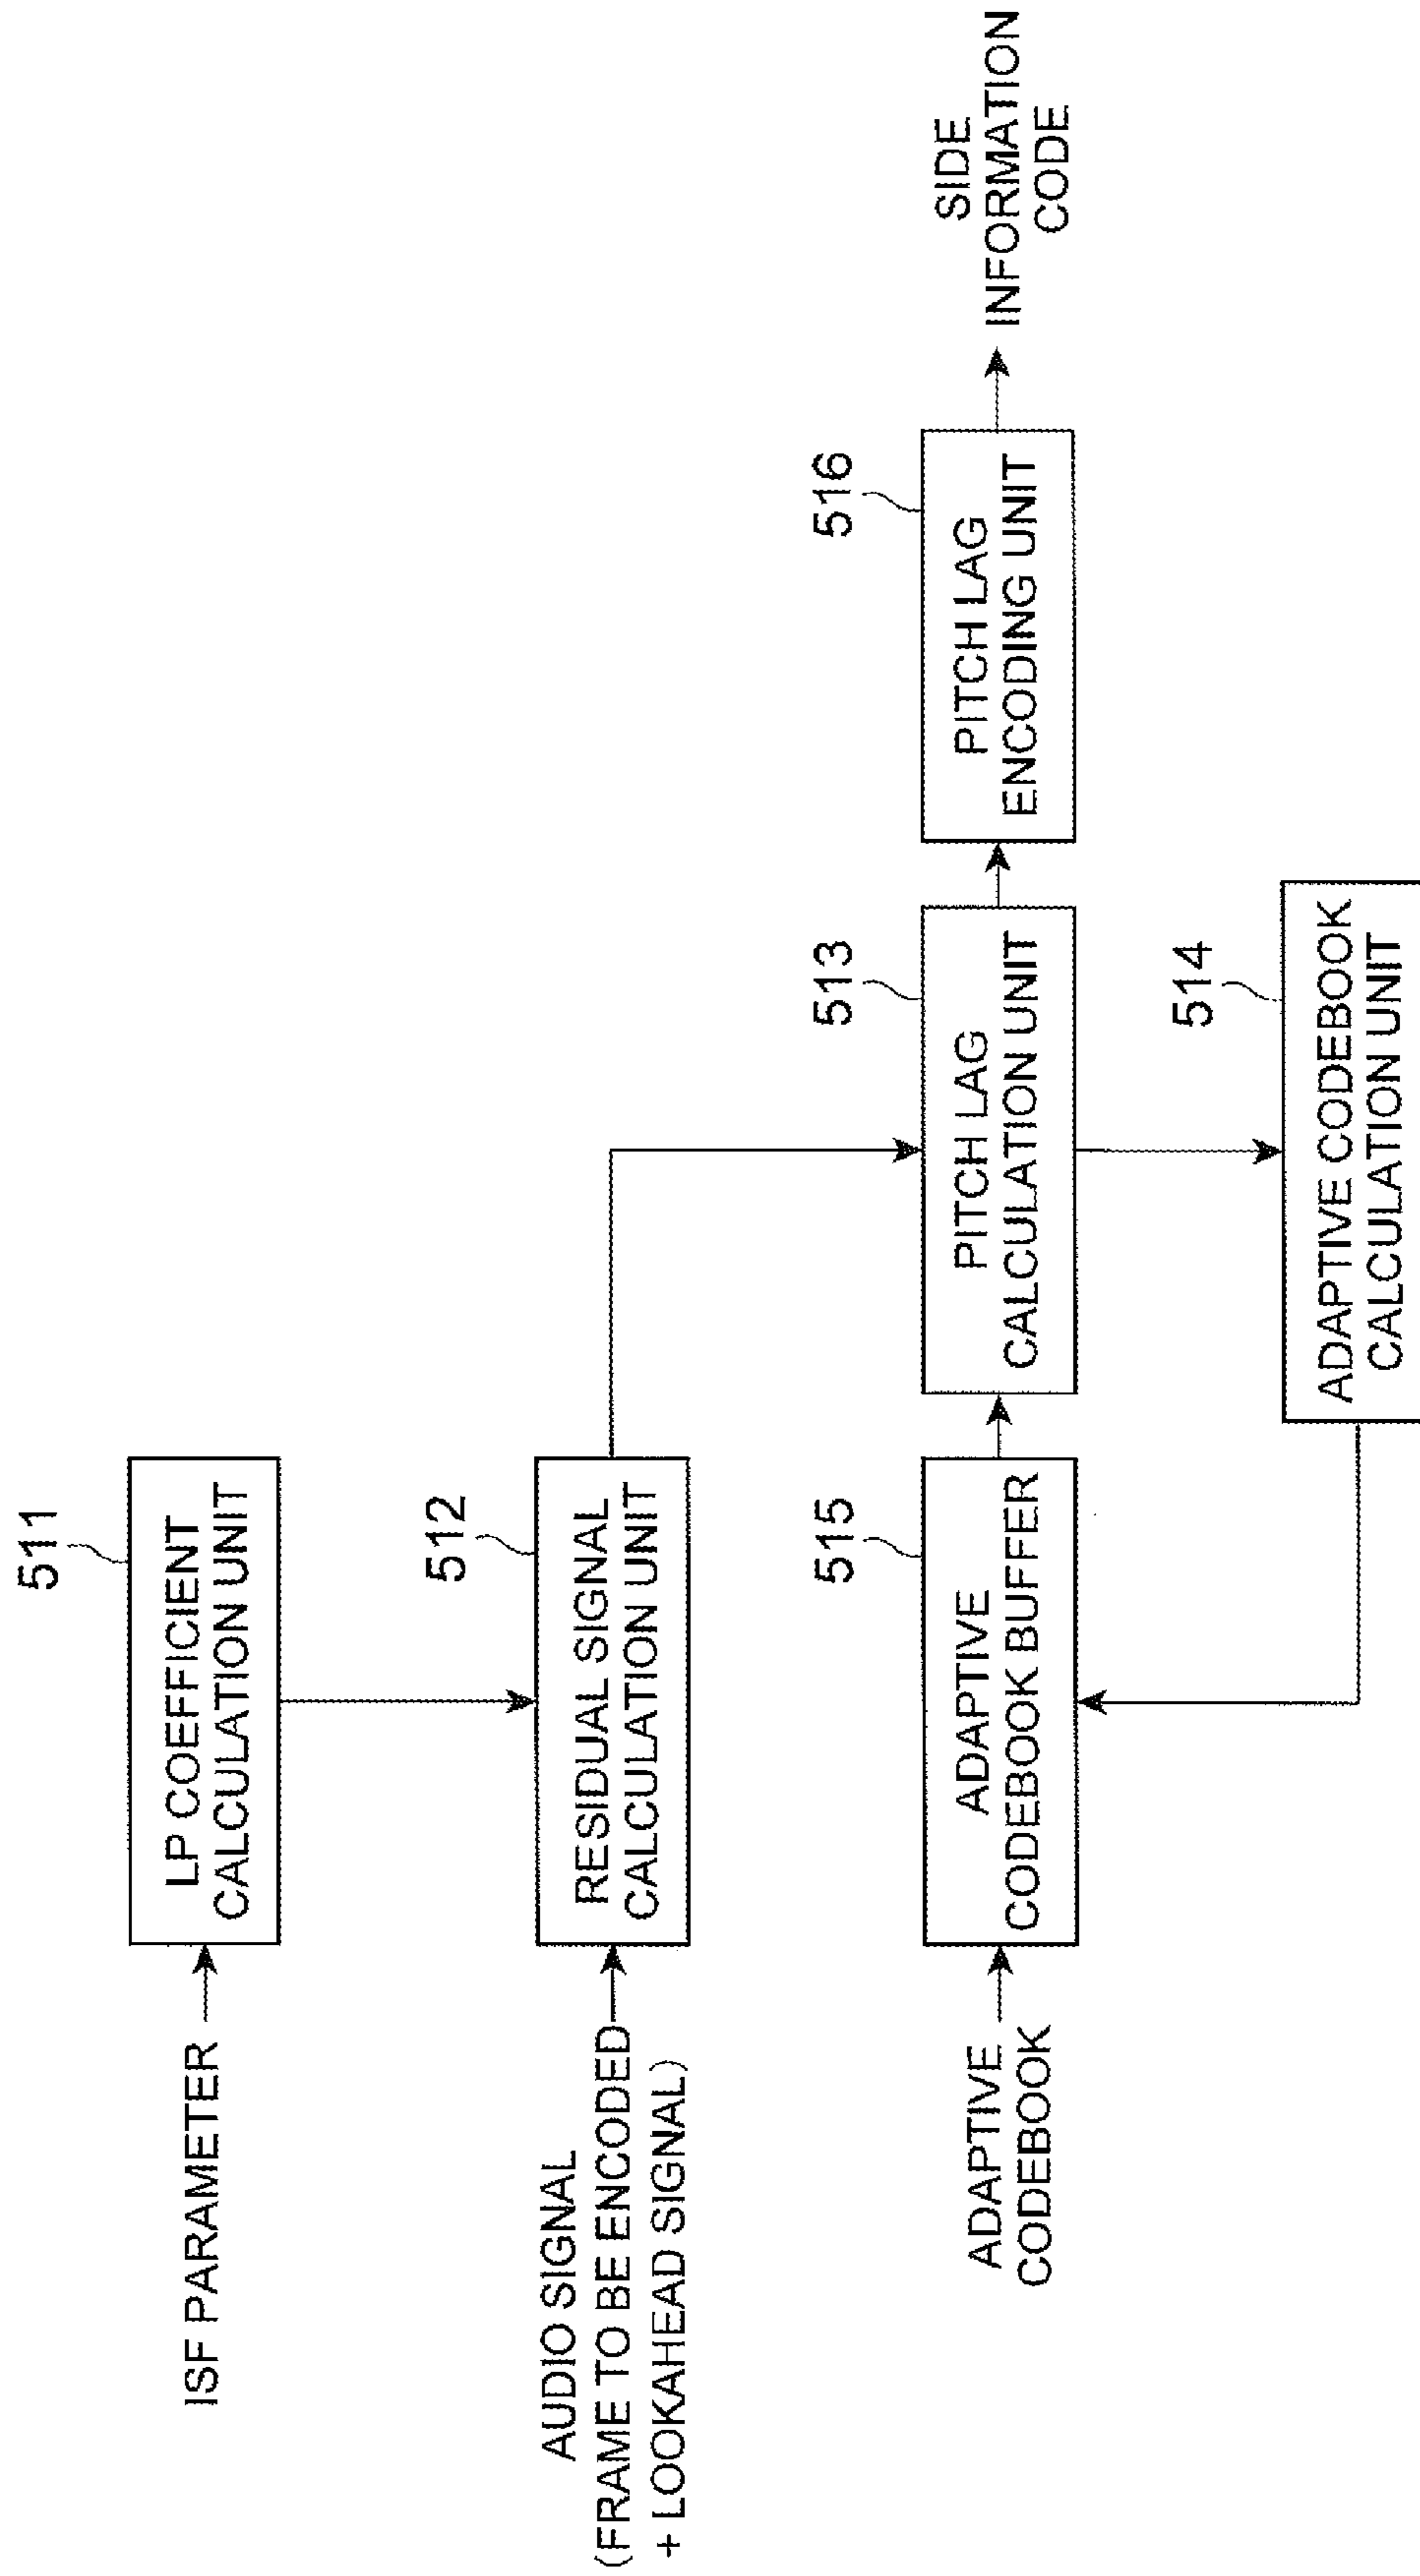 511
ISF PARAMETER
LP COEFFICIENT
CALCULATION UNIT
512
AUDIO SIGNAL
(FRAME TO BE ENCODED
+ LOOKAHEAD SIGNAL)
RESIDUAL SIGNAL
CALCULATION UNIT
515
ADAPTIVE
CODEBOOK
ADAPTIVE
CODEBOOK BUFFER
513
PITCH LAG
CALCULATION UNIT
516
PITCH LAG
ENCODING UNIT
SIDE
INFORMATION
CODE
514
ADAPTIVE CODEBOOK
CALCULATION UNIT